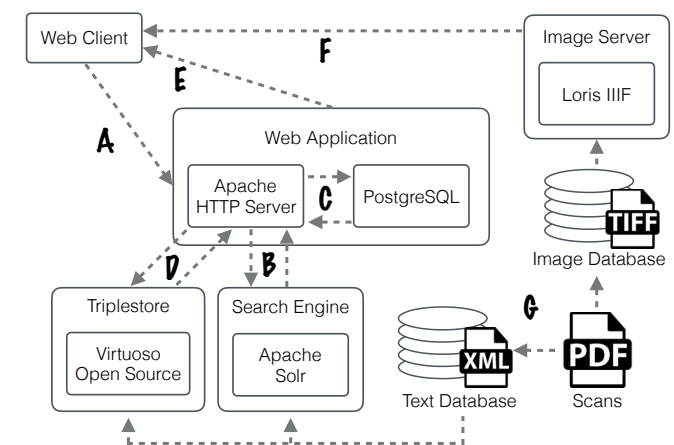 Web Client
F
Image Server
Loris IIIF
E
A
Web Application
Apache
HTTP Server
C
PostgreSQL
TIFF
Image Database
D
B
Triplestore
Virtuoso
Open Source
Search Engine
Apache
Solr
G
XML
PDF
Text Database
Scans